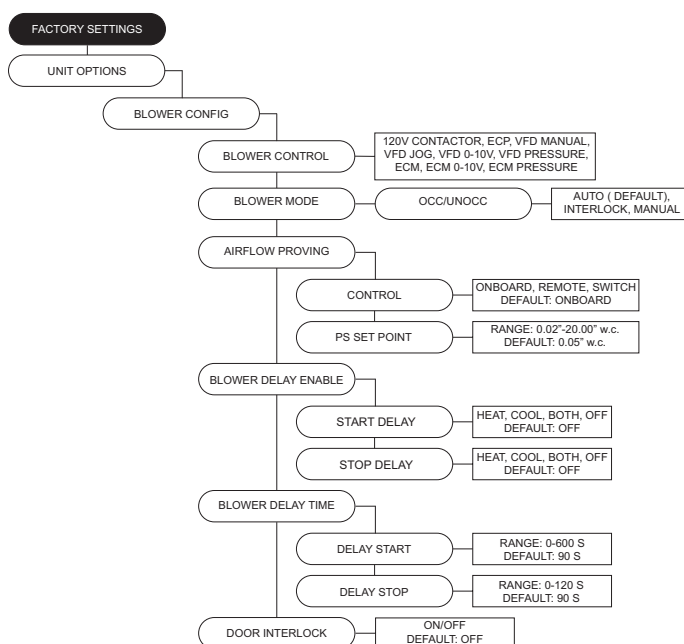 FACTORY SETTINGS
UNIT OPTIONS
BLOWER CONFIG
BLOWER CONTROL
120V CONTACTOR, ECP, VFD MANUAL,
VFD JOG, VFD 0-10V, VFD PRESSURE,
ECM, ECM 0-10V, ECM PRESSURE
BLOWER MODE
OCC/UNOCC
AUTO ( DEFAULT),
INTERLOCK, MANUAL
AIRFLOW PROVING
CONTROL
ONBOARD, REMOTE, SWITCH
DEFAULT: ONBOARD
PS SET POINT
RANGE: 0.02”-20.00” w.c.
DEFAULT: 0.05” w.c.
BLOWER DELAY ENABLE
START DELAY
HEAT, COOL, BOTH, OFF
DEFAULT: OFF
STOP DELAY
HEAT, COOL, BOTH, OFF
DEFAULT: OFF
BLOWER DELAY TIME
DELAY START
RANGE: 0-600 S
DEFAULT: 90 S
DELAY STOP
RANGE: 0-120 S
DEFAULT: 90 S
DOOR INTERLOCK
ON/OFF
DEFAULT: OFF